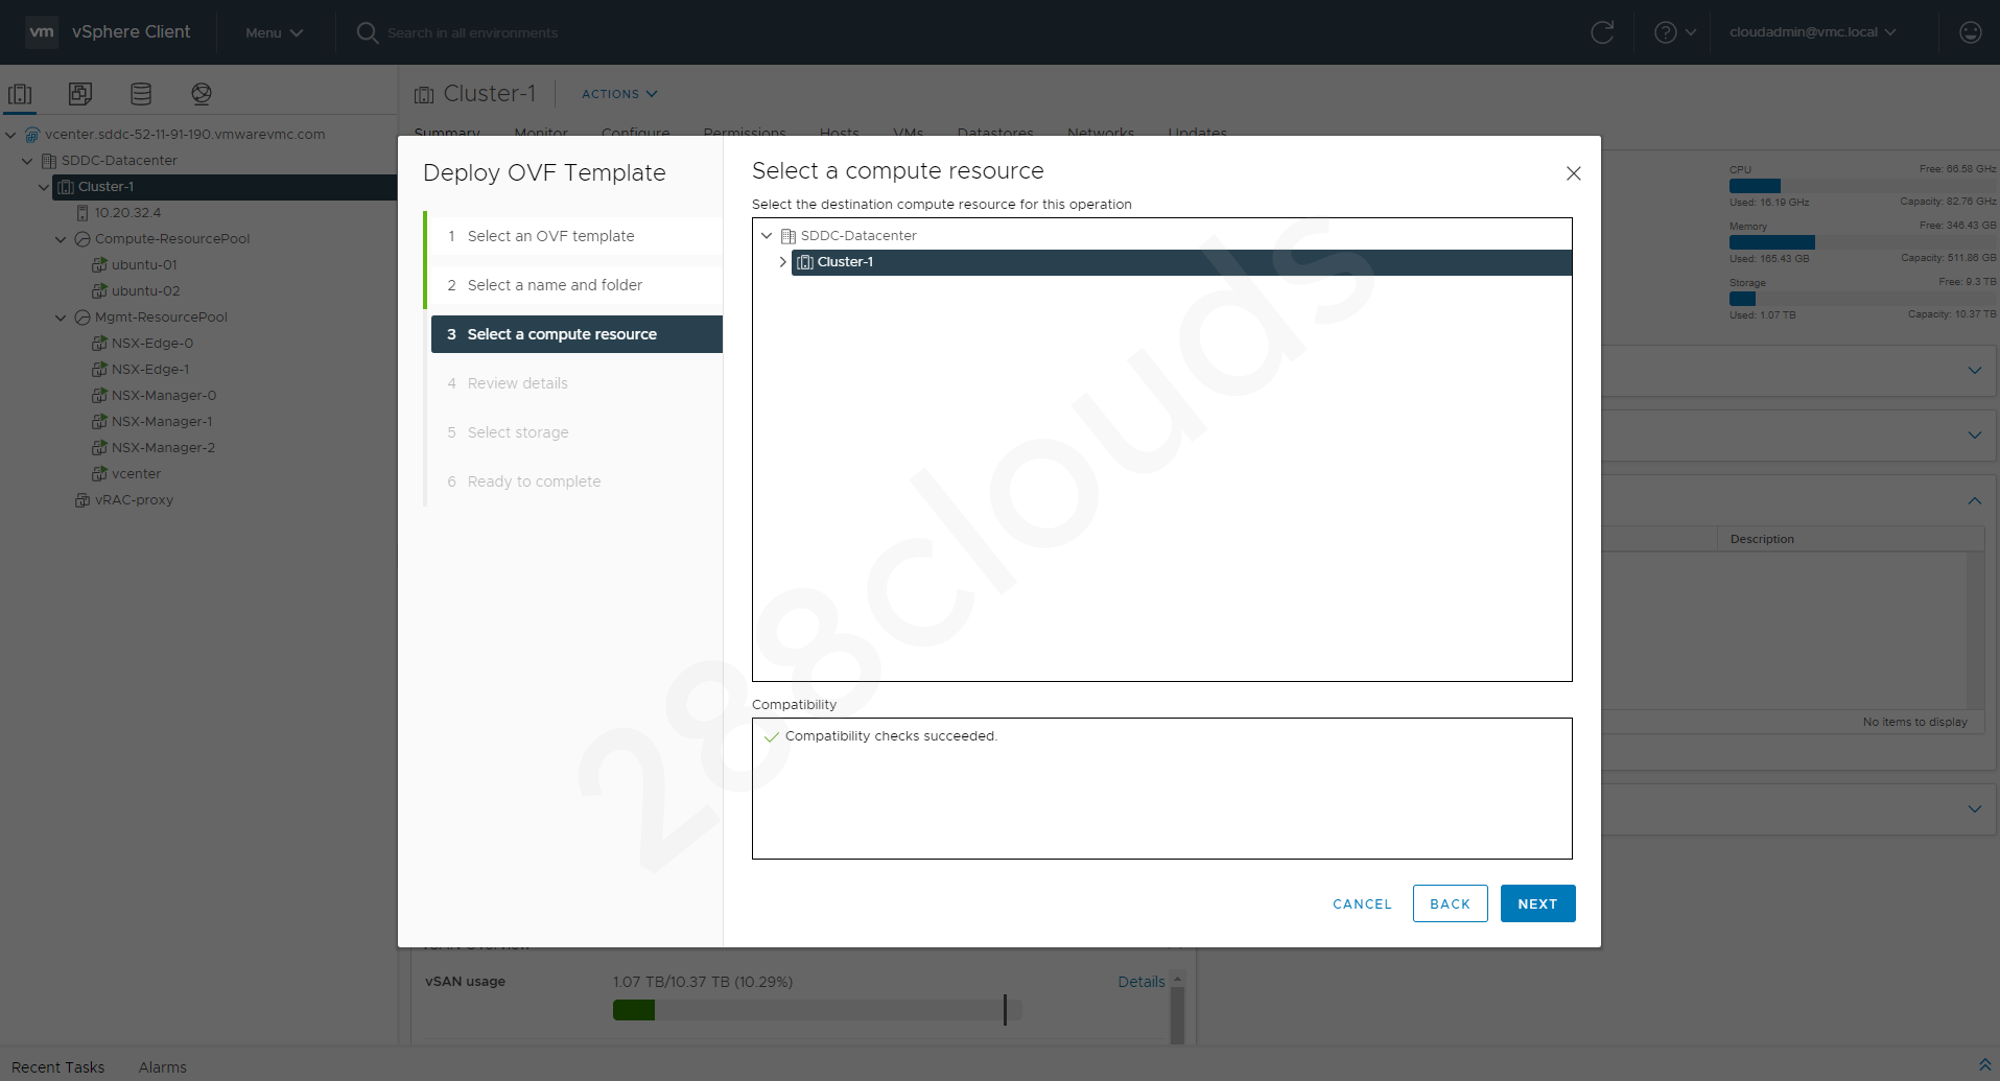 vm vSphere Client Menu Search in all environments cloudadmin@vmc.local
Cluster-1 ACTIONS
Summary Monitor Configure Permissions Hosts VMs Datastores Networks Updates
vcenter.sddc-52-11-91-190.vmwarevmc.com
SDDC-Datacenter
Cluster-1
10.20.32.4
Compute-ResourcePool
ubuntu-01
ubuntu-02
Mgmt-ResourcePool
NSX-Edge-0
NSX-Edge-1
NSX-Manager-0
NSX-Manager-1
NSX-Manager-2
vcenter
vRAC-proxy
Deploy OVF Template
1 Select an OVF template
2 Select a name and folder
3 Select a compute resource
4 Review details
5 Select storage
6 Ready to complete
Select a compute resource
Select the destination compute resource for this operation
SDDC-Datacenter
Cluster-1
288clouds
Compatibility
Compatibility checks succeeded.
CANCEL BACK NEXT
CPU Free: 66.58 GHz
Used: 16.19 GHz Capacity: 82.76 GHz
Memory Free: 346.43 GB
Used: 165.43 GB Capacity: 511.86 GB
Storage Free: 9.3 TB
Used: 1.07 TB Capacity: 10.37 TB
Description
No items to display
vSAN Overview
vSAN usage 1.07 TB/10.37 TB (10.29%) Details
Recent Tasks Alarms